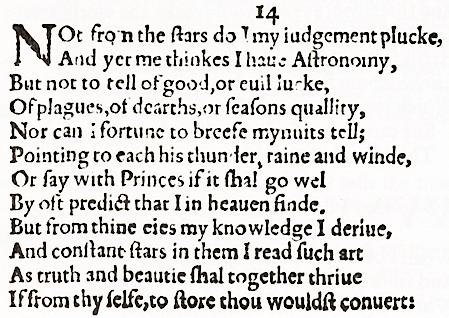 14
NOt from the stars do I my iudgement plucke,
And yet me thinkes I haue Aſtronomy,
But not to tell of good, or euil lucke,
Of plagues, of dearths, or ſeaſons quallity,
Nor can i fortune to breefe mynuits tell;
Pointing to each his thunder, raine and winde,
Or ſay with Princes if it ſhal go wel
By oft predict that I in heauen finde.
But from thine eies my knowledge I deriue,
And conſtant ſtars in them I read ſuch art
As truth and beautie ſhal together thriue
If from thy ſelfe, to ſtore thou wouldſt conuert: